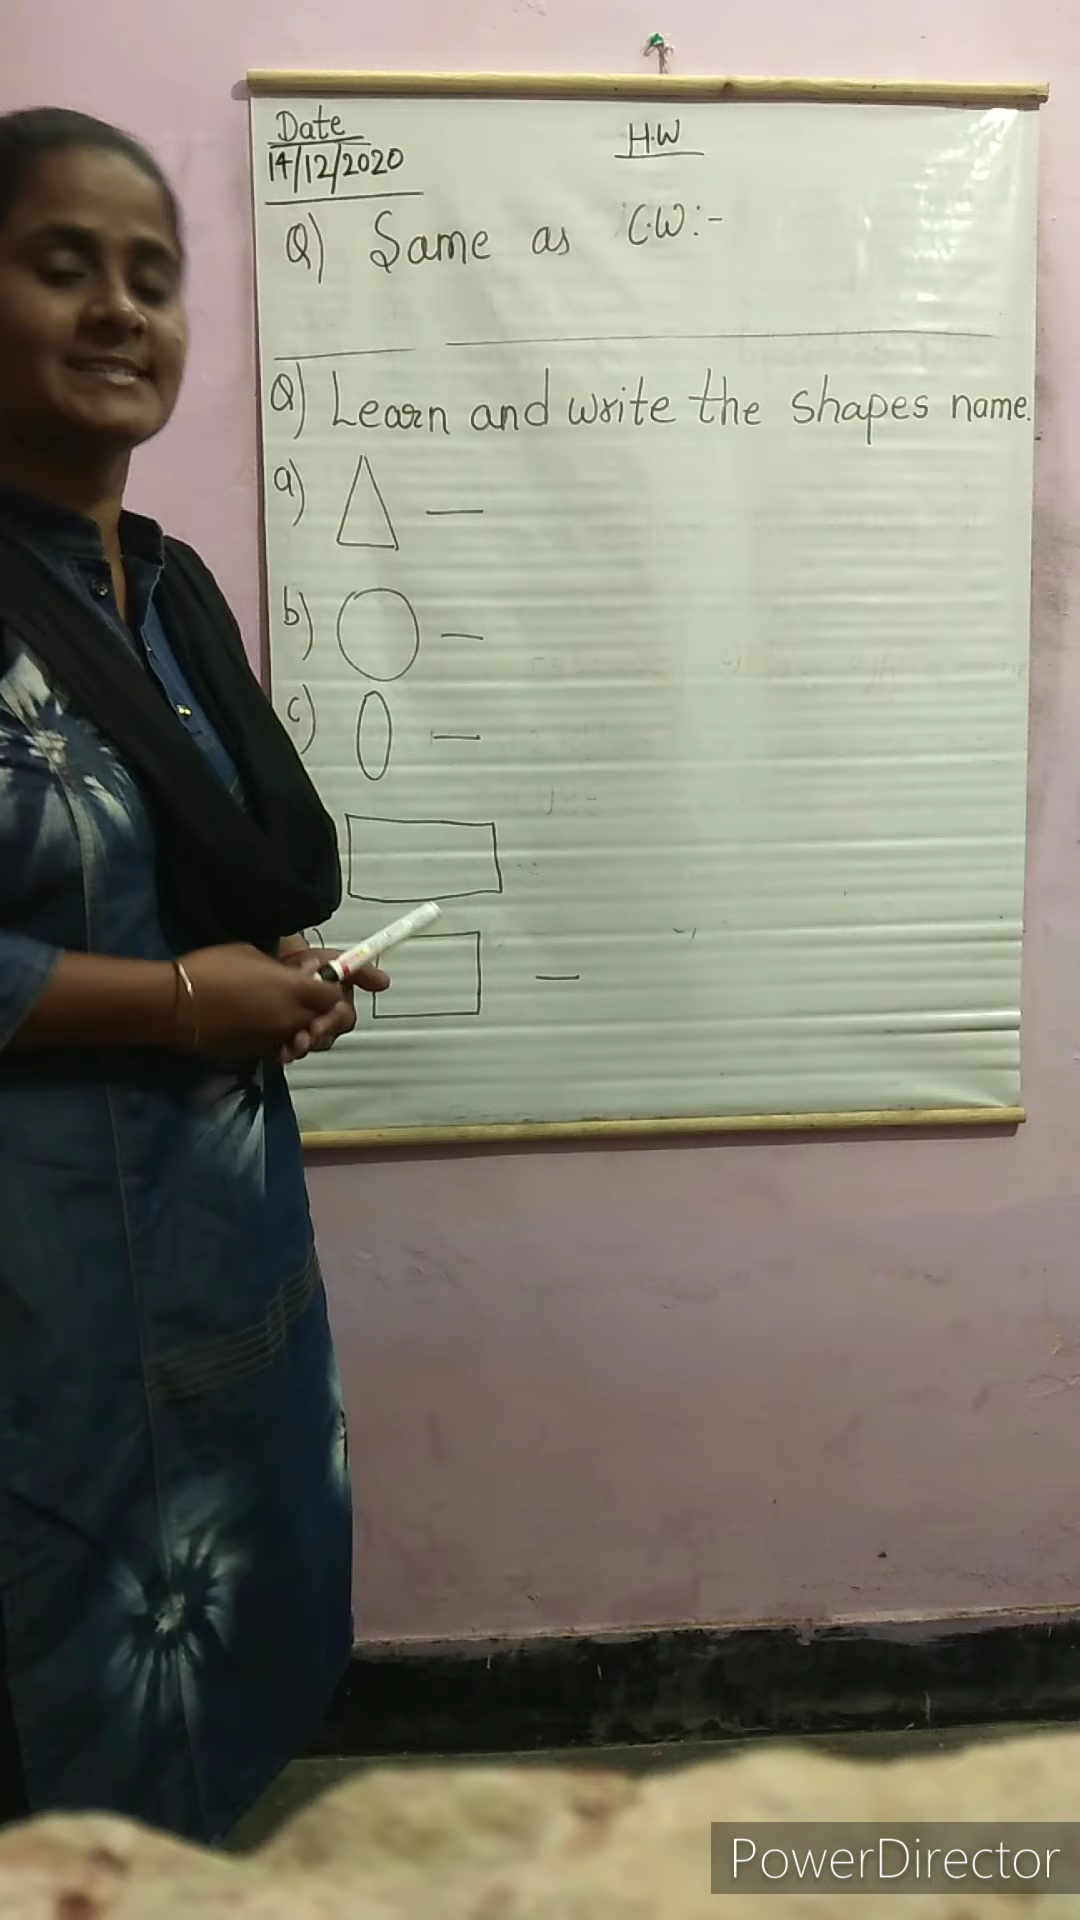 Date
14/12/2020
H.W
Q) Same as C.W:-
Q) Learn and write the shapes name.
a) —
b) —
c) —
—
PowerDirector